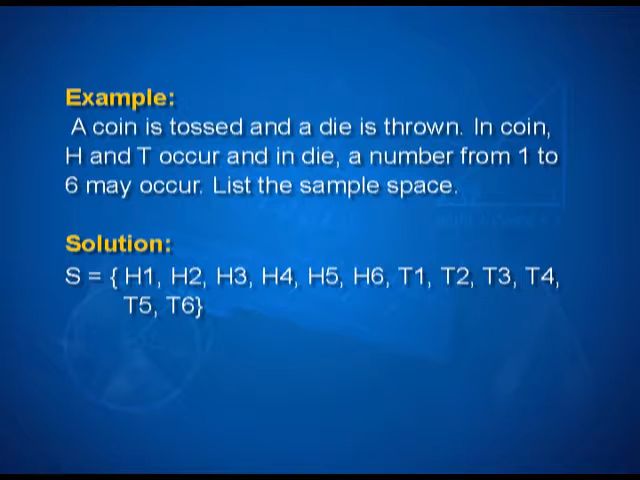 Example:
A coin is tossed and a die is thrown. In coin,
H and T occur and in die, a number from 1 to
6 may occur. List the sample space.
Solution:
S = { H1, H2, H3, H4, H5, H6, T1, T2, T3, T4,
T5, T6}